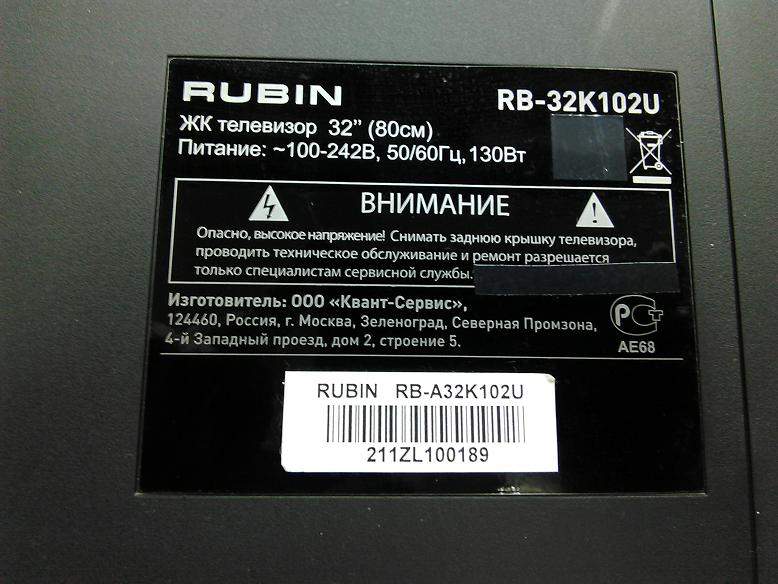 RUBIN RB-32K102U
ЖК телевизор 32” (80см)
Питание: ~100-242В, 50/60Гц, 130Вт
ВНИМАНИЕ
Опасно, высокое напряжение! Снимать заднюю крышку телевизора,
проводить техническое обслуживание и ремонт разрешается
только специалистам сервисной службы.
Изготовитель: ООО «Квант-Сервис»,
124460, Россия, г. Москва, Зеленоград, Северная Промзона,
4-й Западный проезд, дом 2, строение 5.
РСТ
АЕ68
RUBIN RB-A32K102U
211ZL100189